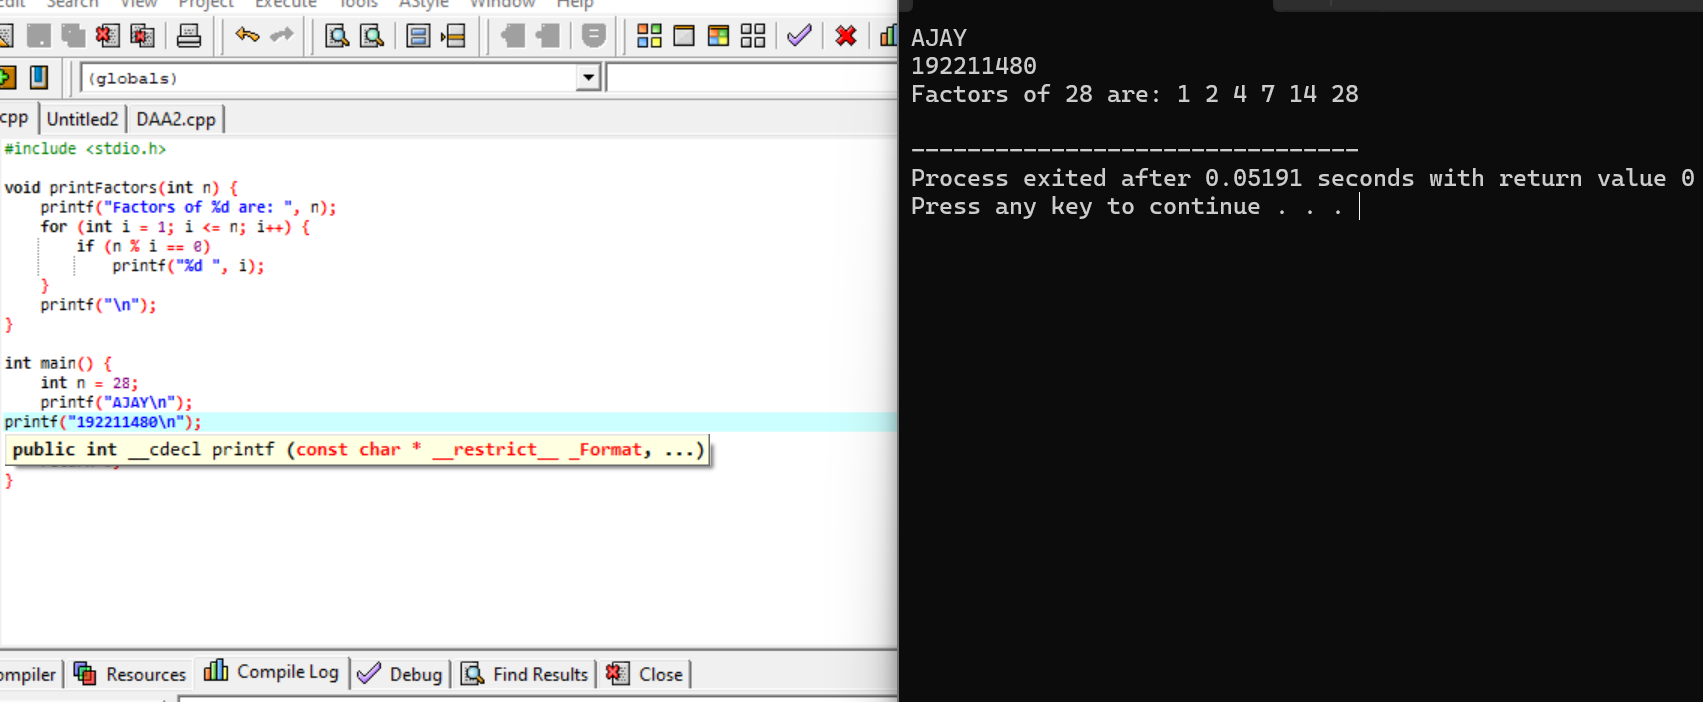 Edit Search View Project Execute Tools AStyle Window Help
(globals)
cpp Untitled2 DAA2.cpp
#include <stdio.h>
void printFactors(int n) {
printf("Factors of %d are: ", n);
for (int i = 1; i <= n; i++) {
if (n % i == 0)
printf("%d ", i);
}
printf("\n");
}
int main() {
int n = 28;
printf("AJAY\n");
printf("192211480\n");
public int __cdecl printf (const char * __restrict__ _Format, ...)
}
ompiler Resources Compile Log Debug Find Results Close
AJAY
192211480
Factors of 28 are: 1 2 4 7 14 28
--------------------------------
Process exited after 0.05191 seconds with return value 0
Press any key to continue . . .